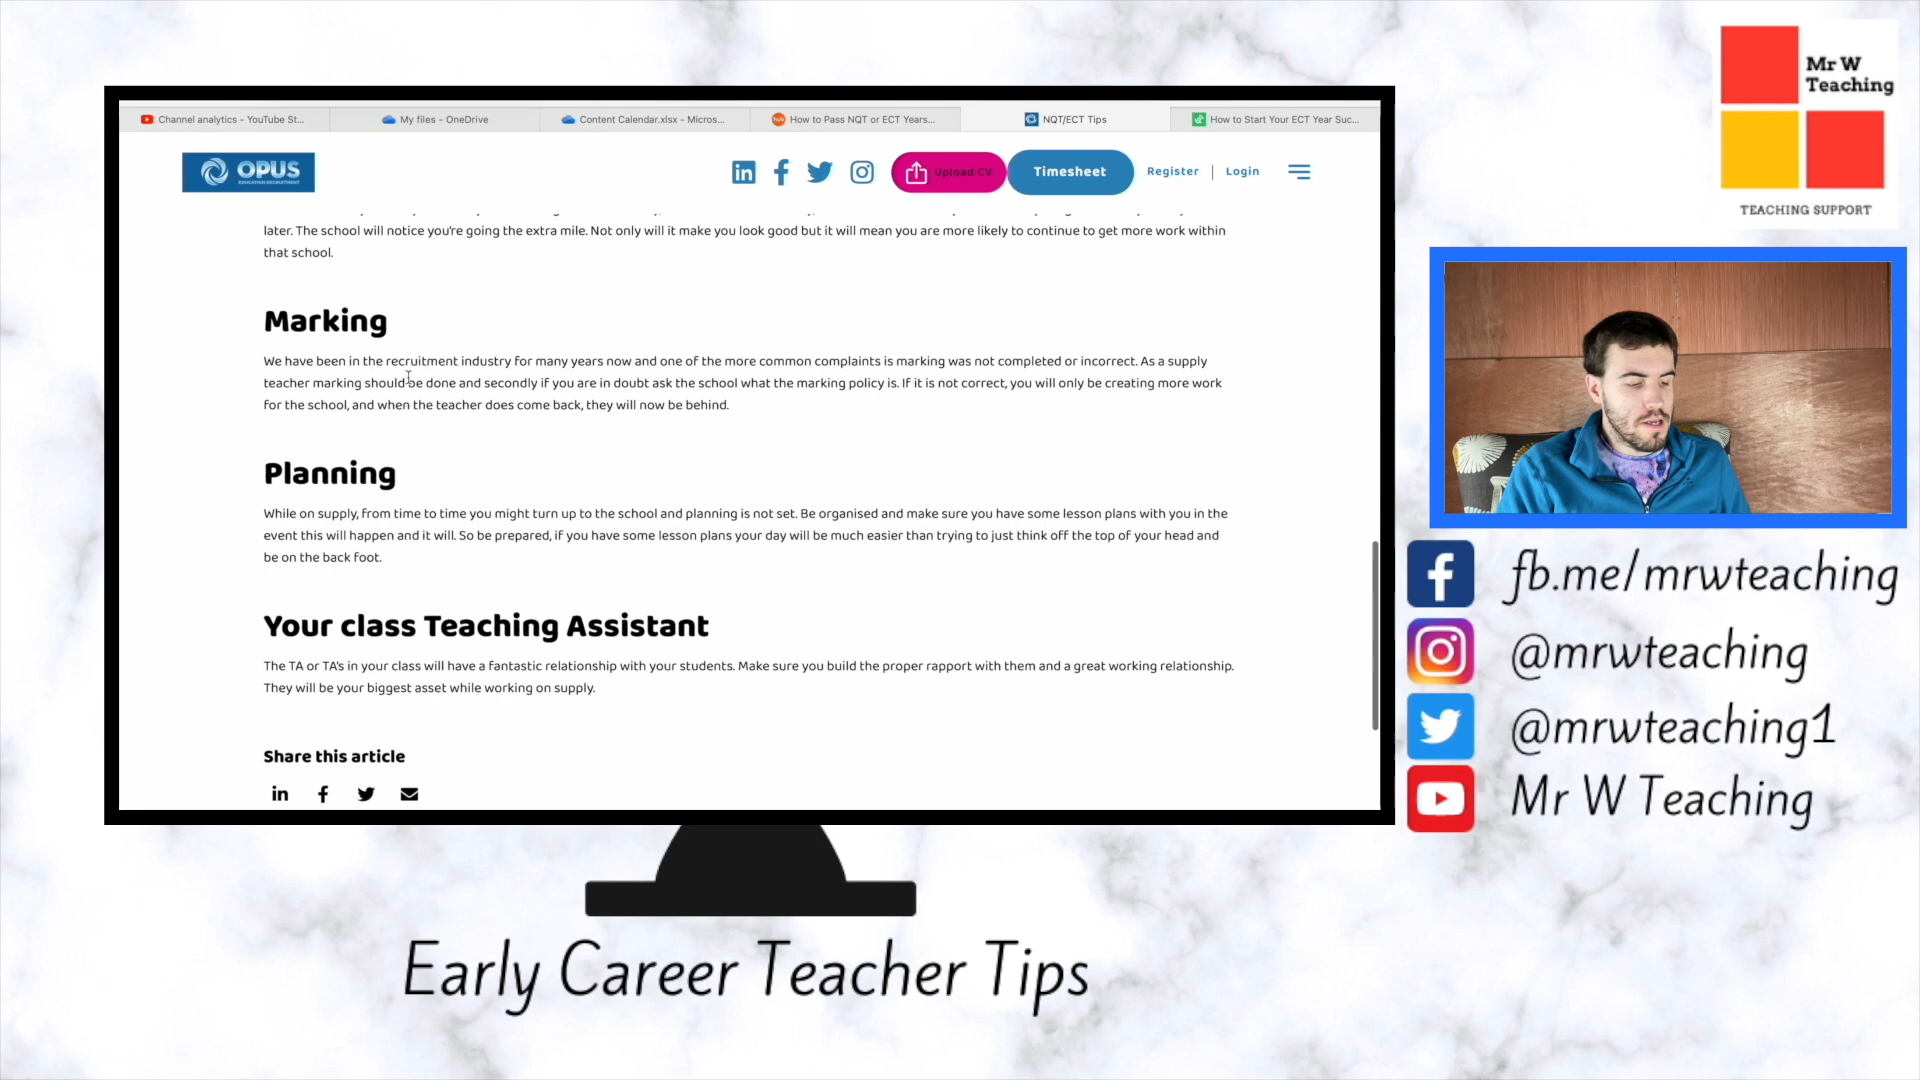 Channel analytics - YouTube St...
My files - OneDrive
Content Calendar.xlsx - Micros...
How to Pass NQT or ECT Years...
NQT/ECT Tips
How to Start Your ECT Year Suc...
OPUS
EDUCATION RECRUITMENT
Upload CV
Timesheet
Register | Login
later. The school will notice you're going the extra mile. Not only will it make you look good but it will mean you are more likely to continue to get more work within
that school.
Marking
We have been in the recruitment industry for many years now and one of the more common complaints is marking was not completed or incorrect. As a supply
teacher marking should be done and secondly if you are in doubt ask the school what the marking policy is. If it is not correct, you will only be creating more work
for the school, and when the teacher does come back, they will now be behind.
Planning
While on supply, from time to time you might turn up to the school and planning is not set. Be organised and make sure you have some lesson plans with you in the
event this will happen and it will. So be prepared, if you have some lesson plans your day will be much easier than trying to just think off the top of your head and
be on the back foot.
Your class Teaching Assistant
The TA or TA's in your class will have a fantastic relationship with your students. Make sure you build the proper rapport with them and a great working relationship.
They will be your biggest asset while working on supply.
Share this article
Mr W
Teaching
TEACHING SUPPORT
fb.me/mrwteaching
@mrwteaching
@mrwteaching1
Mr W Teaching
Early Career Teacher Tips